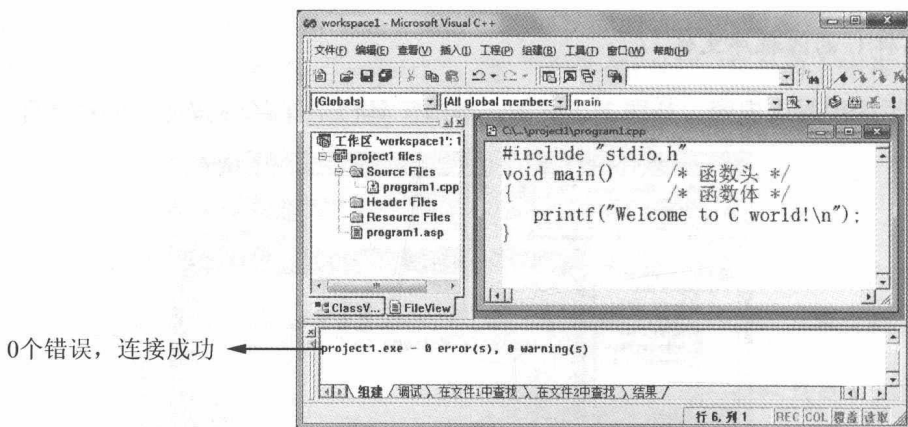 workspace1 - Microsoft Visual C++
文件(F) 编辑(E) 查看(V) 插入(I) 工程(P) 组建(B) 工具(T) 窗口(W) 帮助(H)
(Globals) (All global members main
工作区 'workspace1': 1
project1 files
Source Files
program1.cpp
Header Files
Resource Files
program1.asp
ClassV... FileView
C:\...\project1\program1.cpp
#include "stdio.h"
void main() /* 函数头 */
{ /* 函数体 */
printf("Welcome to C world!\n");
}
0个错误，连接成功
project1.exe - 0 error(s), 0 warning(s)
组建 调试 在文件1中查找 在文件2中查找 结果
行 6, 列 1 REC COL 覆盖 读取